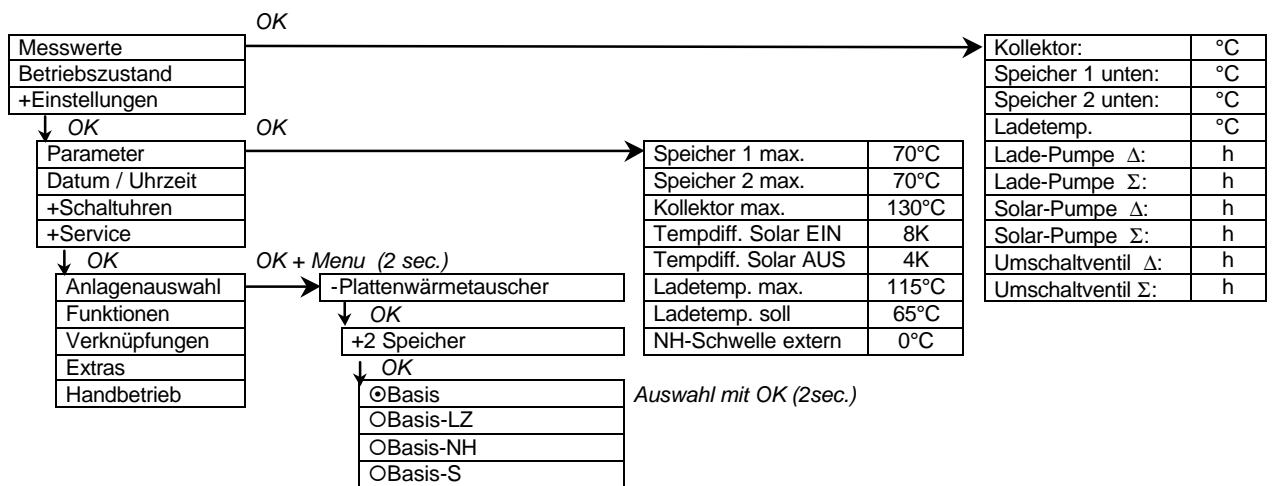 OK
Messwerte
Betriebszustand
+Einstellungen
Kollektor: °C
Speicher 1 unten: °C
Speicher 2 unten: °C
Ladetemp. °C
Lade-Pumpe Δ: h
Lade-Pumpe Σ: h
Solar-Pumpe Δ: h
Solar-Pumpe Σ: h
Umschaltventil Δ: h
Umschaltventil Σ: h
OK OK
Parameter
Datum / Uhrzeit
+Schaltuhren
+Service
Speicher 1 max. 70°C
Speicher 2 max. 70°C
Kollektor max. 130°C
Tempdiff. Solar EIN 8K
Tempdiff. Solar AUS 4K
Ladetemp. max. 115°C
Ladetemp. soll 65°C
NH-Schwelle extern 0°C
OK OK + Menu (2 sec.)
Anlagenauswahl
Funktionen
Verknüpfungen
Extras
Handbetrieb
-Plattenwärmetauscher
OK
+2 Speicher
OK
⊙Basis Auswahl mit OK (2sec.)
○Basis-LZ
○Basis-NH
○Basis-S